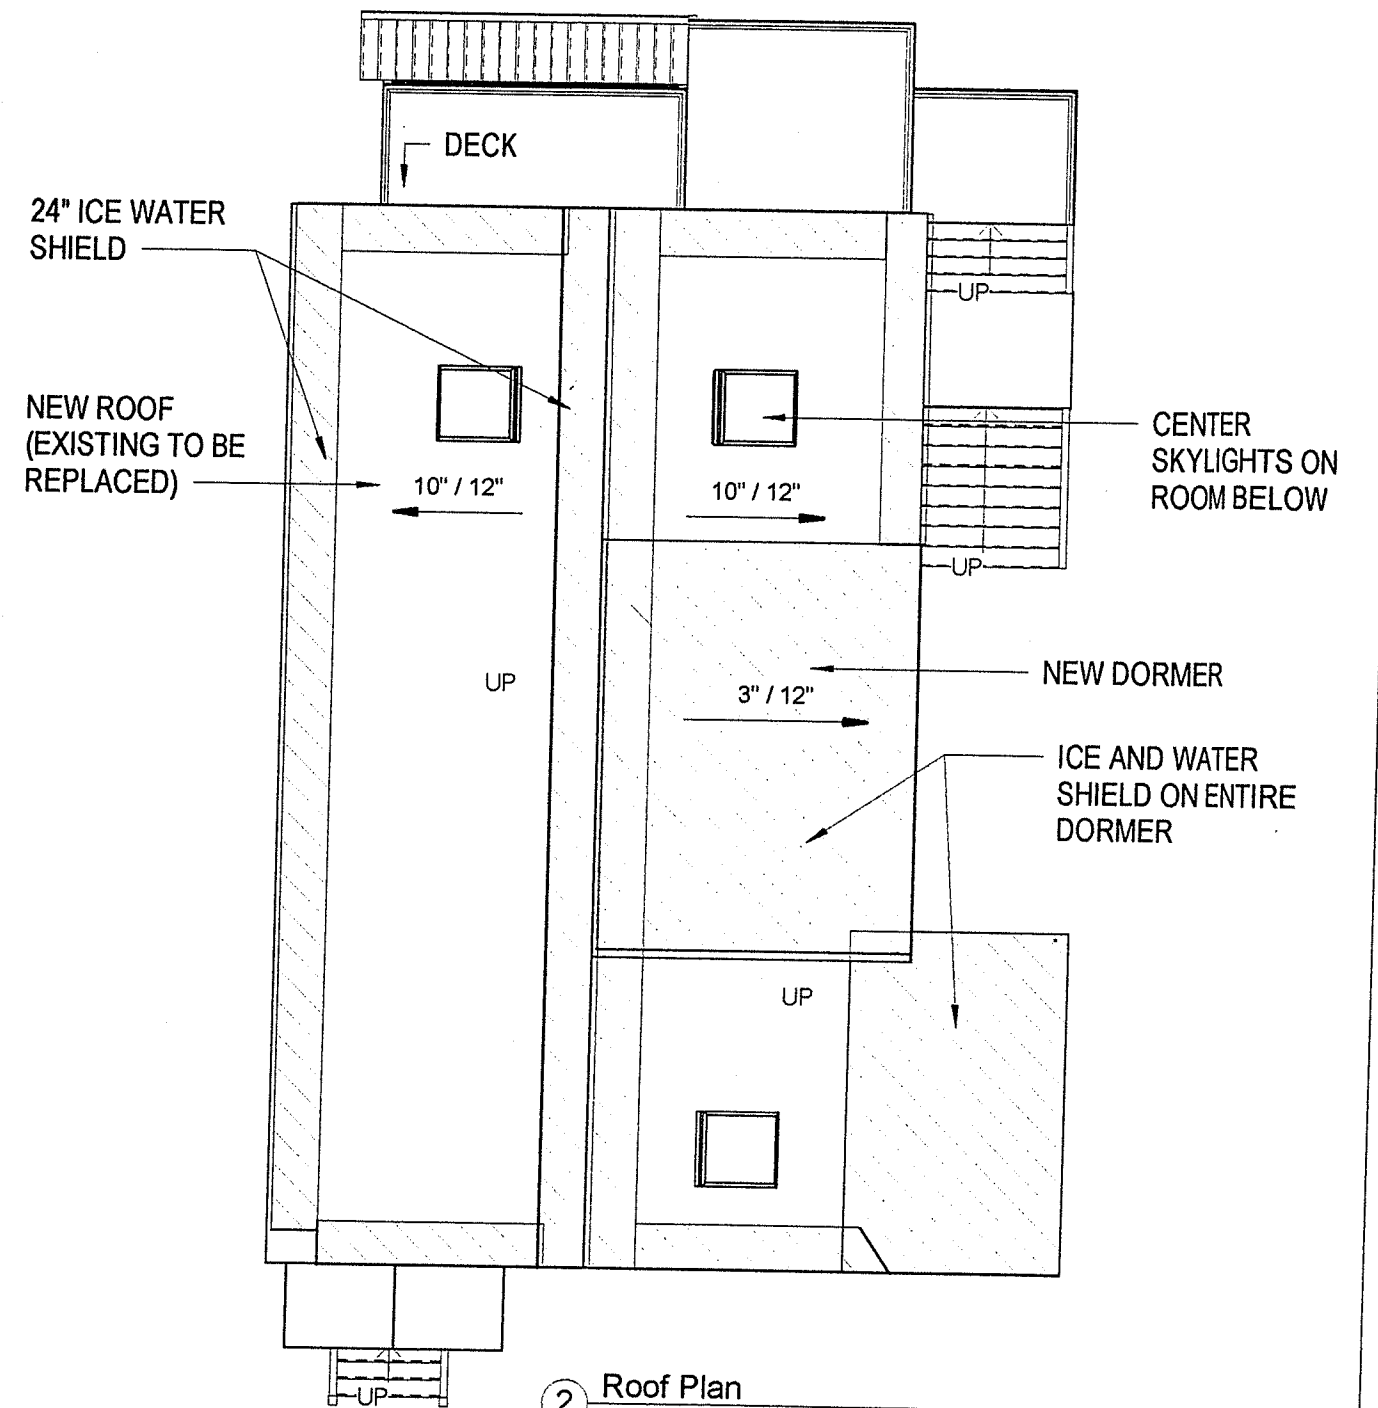 DECK
24" ICE WATER
SHIELD
UP
NEW ROOF
(EXISTING TO BE
REPLACED)
CENTER
SKYLIGHTS ON
ROOM BELOW
10" / 12"
10" / 12"
UP
NEW DORMER
UP
3" / 12"
ICE AND WATER
SHIELD ON ENTIRE
DORMER
UP
UP
2
Roof Plan